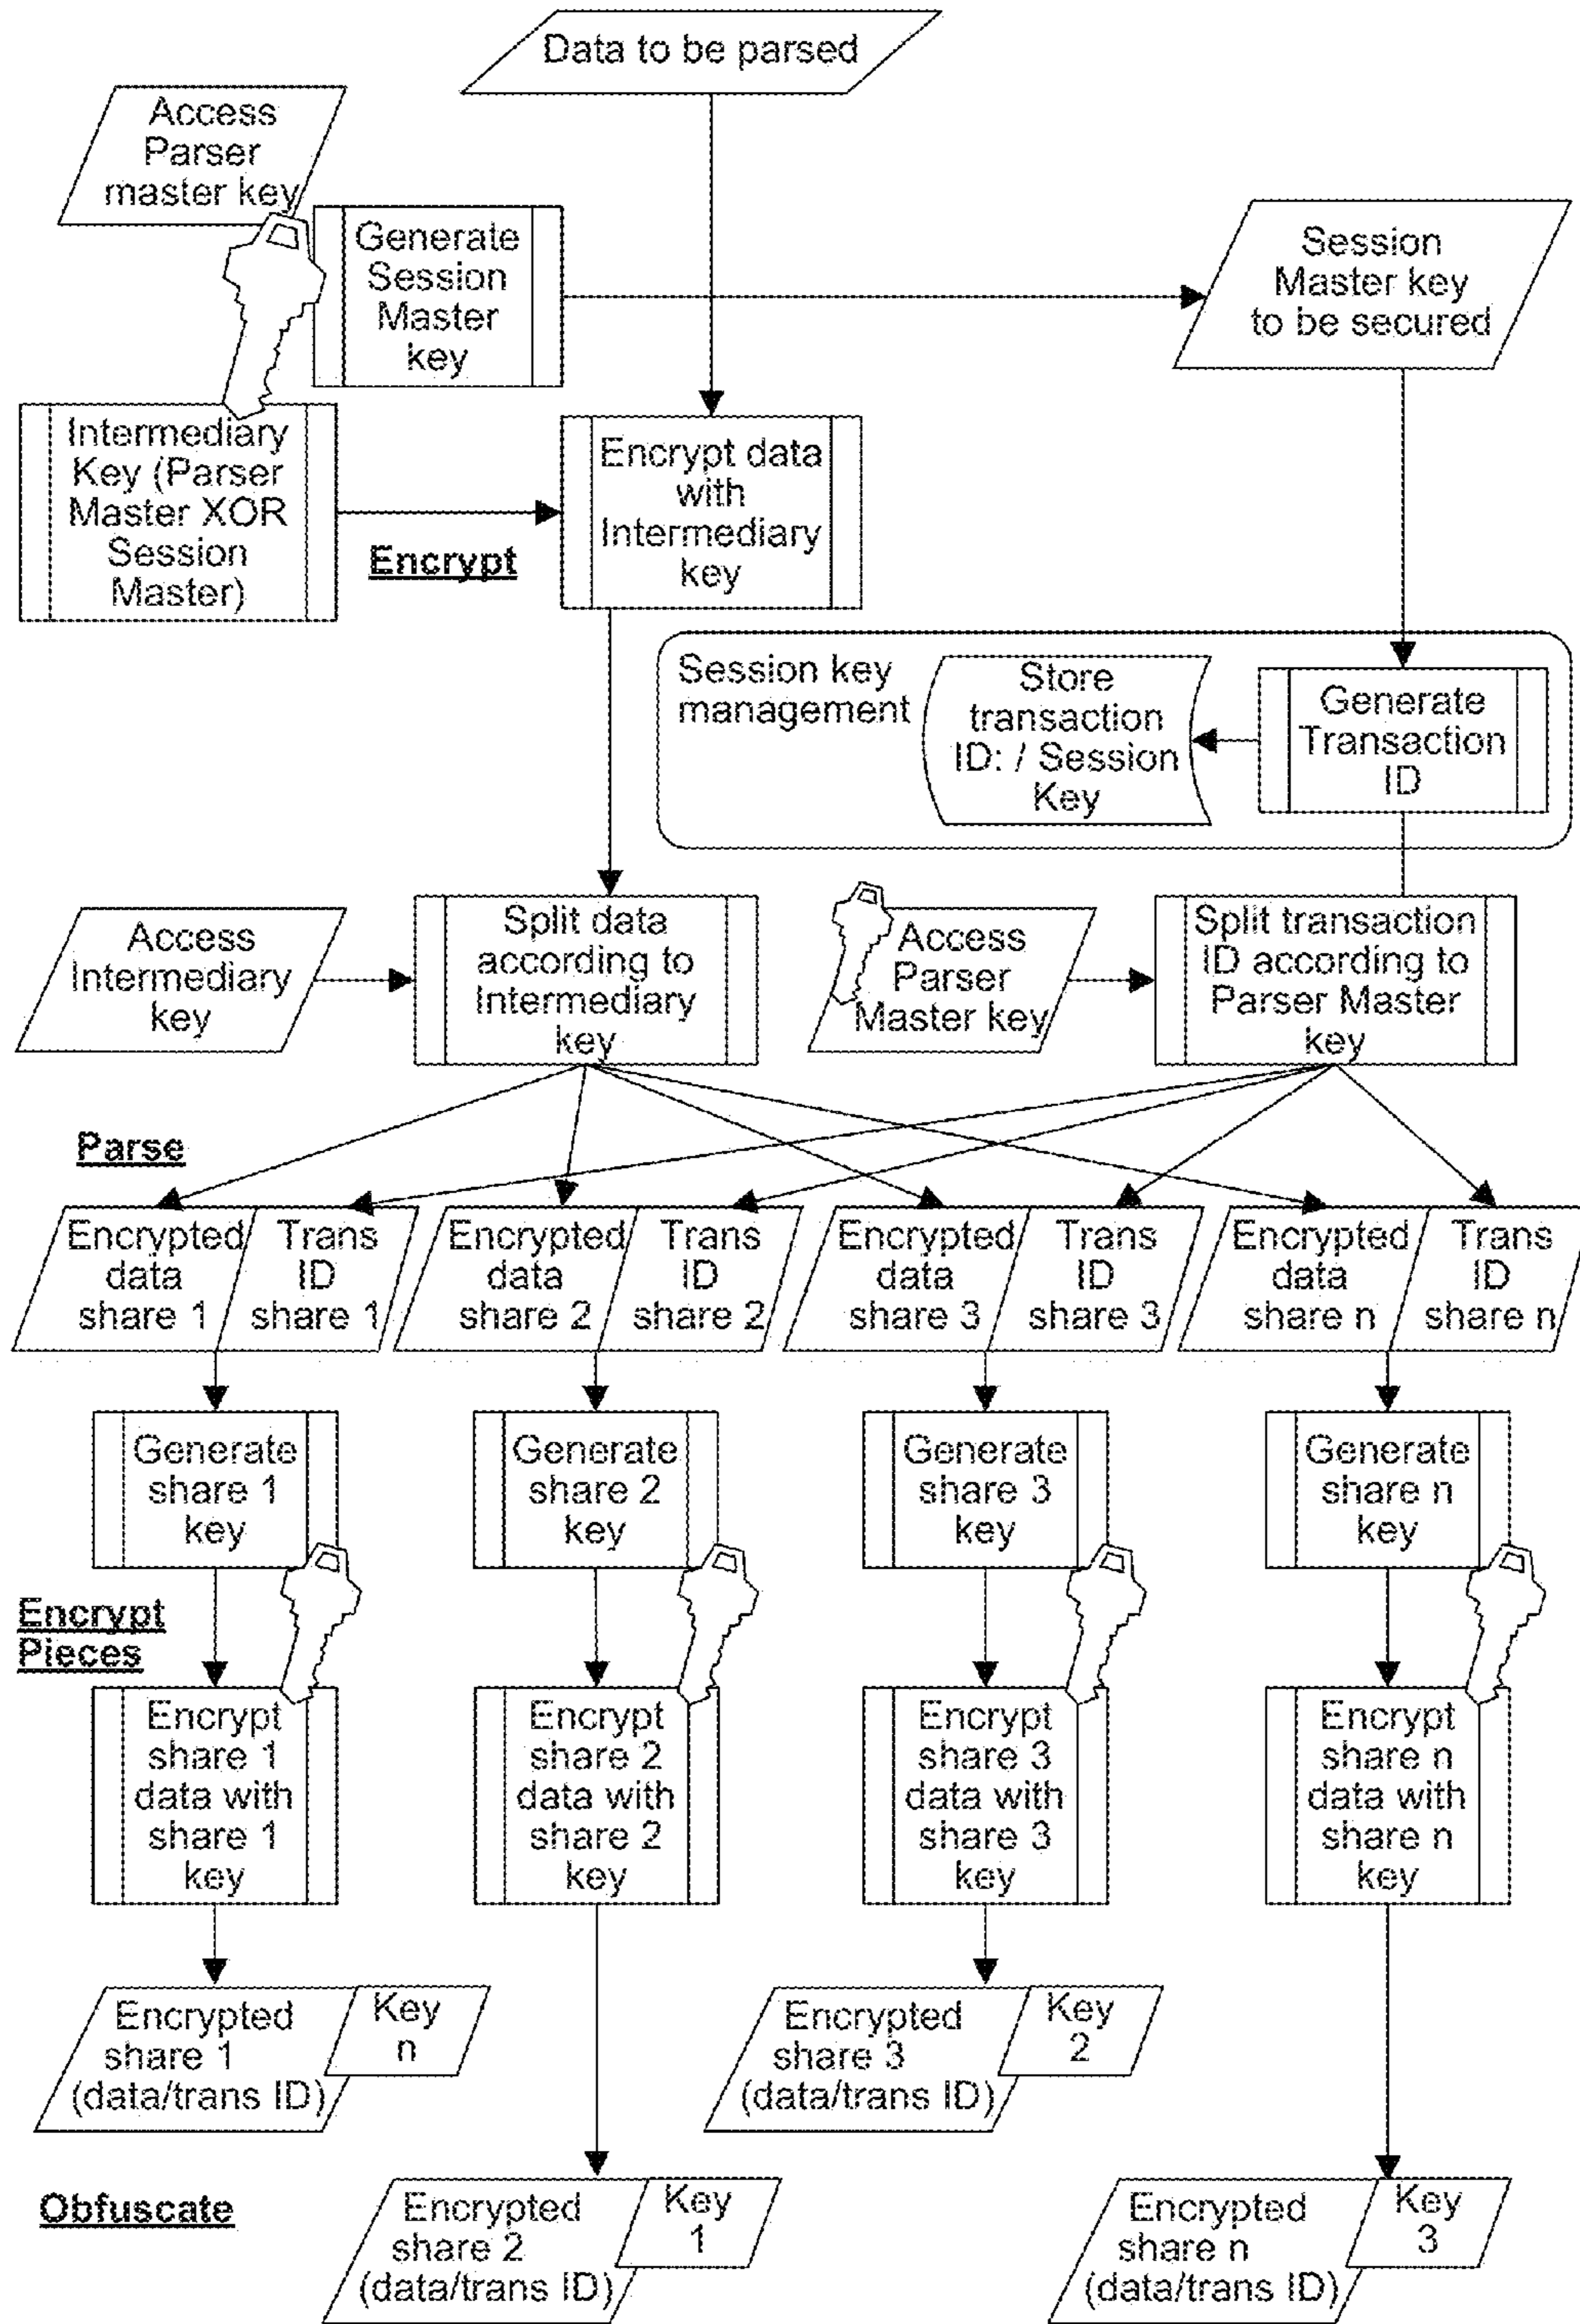 Data to be parsed
Access
Parser
master key
Generate
Session
Master
key
Session
Master key
to be secured
Intermediary
Key (Parser
Master XOR
Session
Master)
Encrypt
Encrypt data
with
Intermediary
key
Session key
management
Store
transaction
ID: / Session
Key
Generate
Transaction
ID
Access
Intermediary
key
Split data
according to
Intermediary
key
Access
Parser
Master key
Split transaction
ID according to
Parser Master
key
Parse
Encrypted
data
share 1
Trans
ID
share 1
Encrypted
data
share 2
Trans
ID
share 2
Encrypted
data
share 3
Trans
ID
share 3
Encrypted
data
share n
Trans
ID
share n
Generate
share 1
key
Generate
share 2
key
Generate
share 3
key
Generate
share n
key
Encrypt
Pieces
Encrypt
share 1
data with
share 1
key
Encrypt
share 2
data with
share 2
key
Encrypt
share 3
data with
share 3
key
Encrypt
share n
data with
share n
key
Encrypted
share 1
(data/trans ID)
Key
n
Encrypted
share 3
(data/trans ID)
Key
2
Obfuscate
Encrypted
share 2
(data/trans ID)
Key
1
Encrypted
share n
(data/trans ID)
Key
3